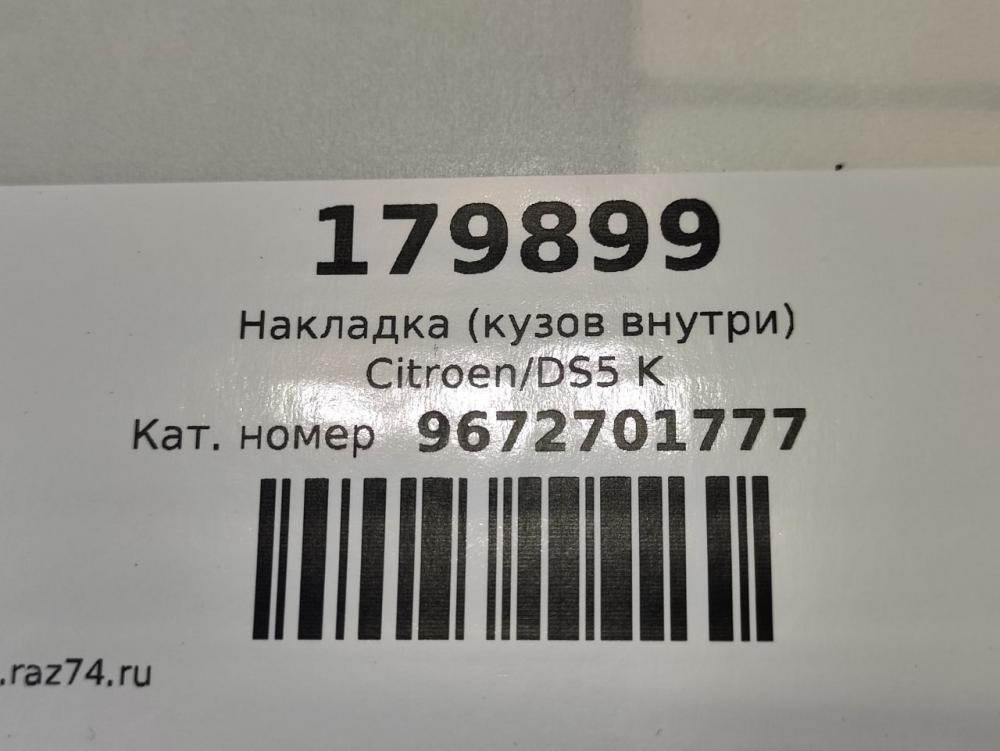 179899
Накладка (кузов внутри)
Citroen/DS5 K
Кат. номер 9672701777
.raz74.ru